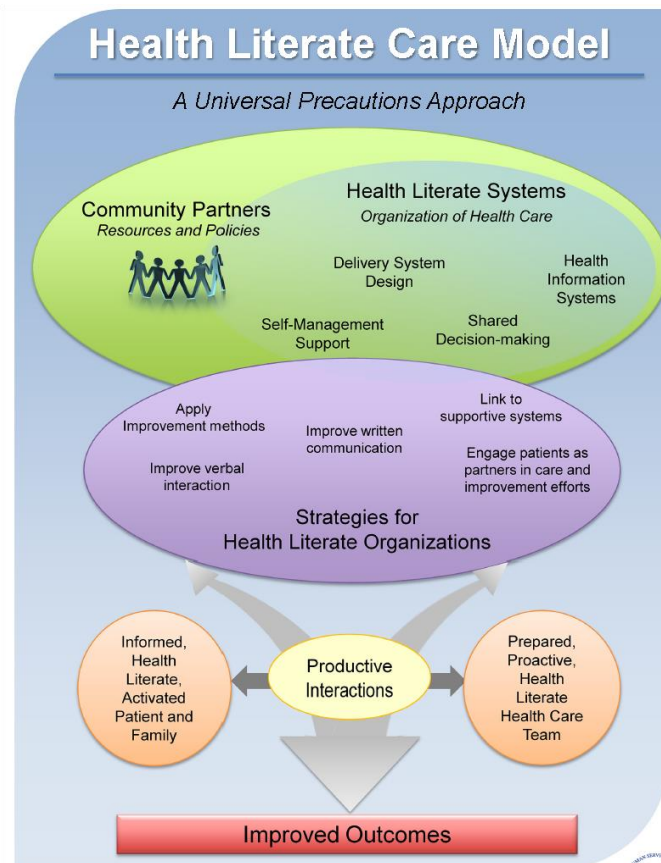 Health Literate Care Model
A Universal Precautions Approach
Community Partners
Resources and Policies
Health Literate Systems
Organization of Health Care
Delivery System
Design
Health
Information
Systems
Self-Management
Support
Shared
Decision-making
Apply
Improvement methods
Improve written
communication
Link to
supportive systems
Improve verbal
interaction
Engage patients as
partners in care and
improvement efforts
Strategies for
Health Literate Organizations
Informed,
Health
Literate,
Activated
Patient and
Family
Productive
Interactions
Prepared,
Proactive,
Health
Literate
Health Care
Team
Improved Outcomes